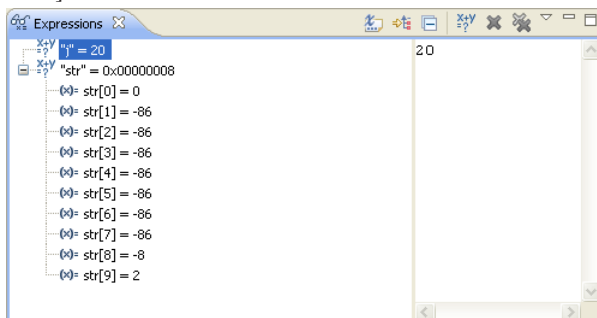 Expressions
"j" = 20
20
"str" = 0x00000008
(x)= str[0] = 0
(x)= str[1] = -86
(x)= str[2] = -86
(x)= str[3] = -86
(x)= str[4] = -86
(x)= str[5] = -86
(x)= str[6] = -86
(x)= str[7] = -86
(x)= str[8] = -8
(x)= str[9] = 2